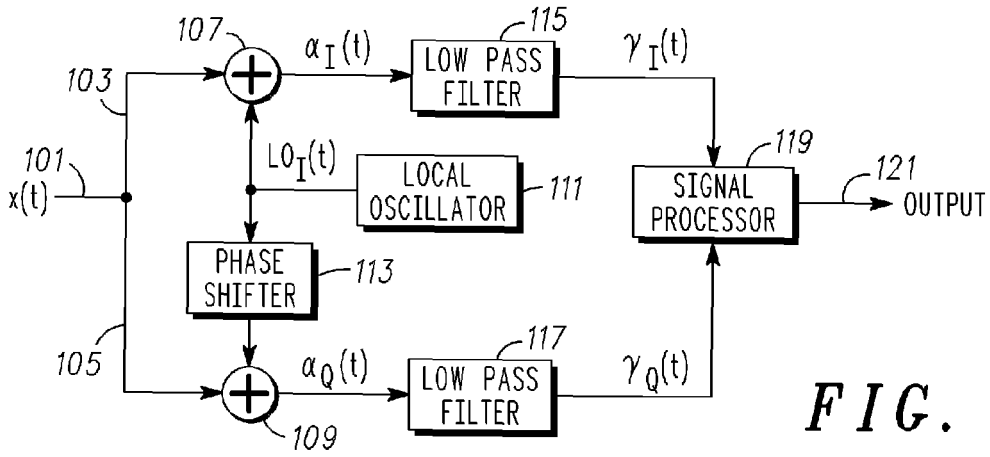 107
α_I(t)
115
LOW PASS
FILTER
γ_I(t)
103
101
x(t)
LO_I(t)
LOCAL
OSCILLATOR
111
119
SIGNAL
PROCESSOR
121
OUTPUT
PHASE
SHIFTER
113
105
109
α_Q(t)
117
LOW PASS
FILTER
γ_Q(t)
FIG.